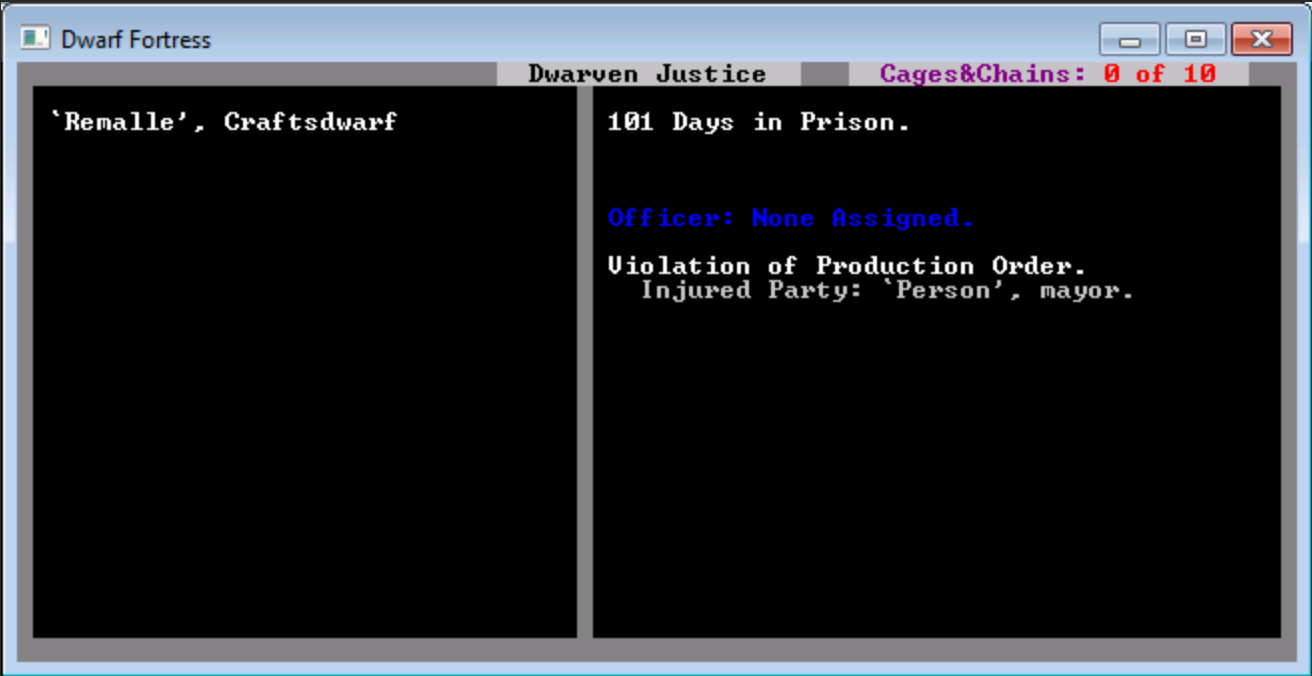 Dwarf Fortress
Dwarven Justice Cages&Chains: 0 of 10
`Remalle', Craftsdwarf
101 Days in Prison.
Officer: None Assigned.
Violation of Production Order.
Injured Party: `Person', mayor.